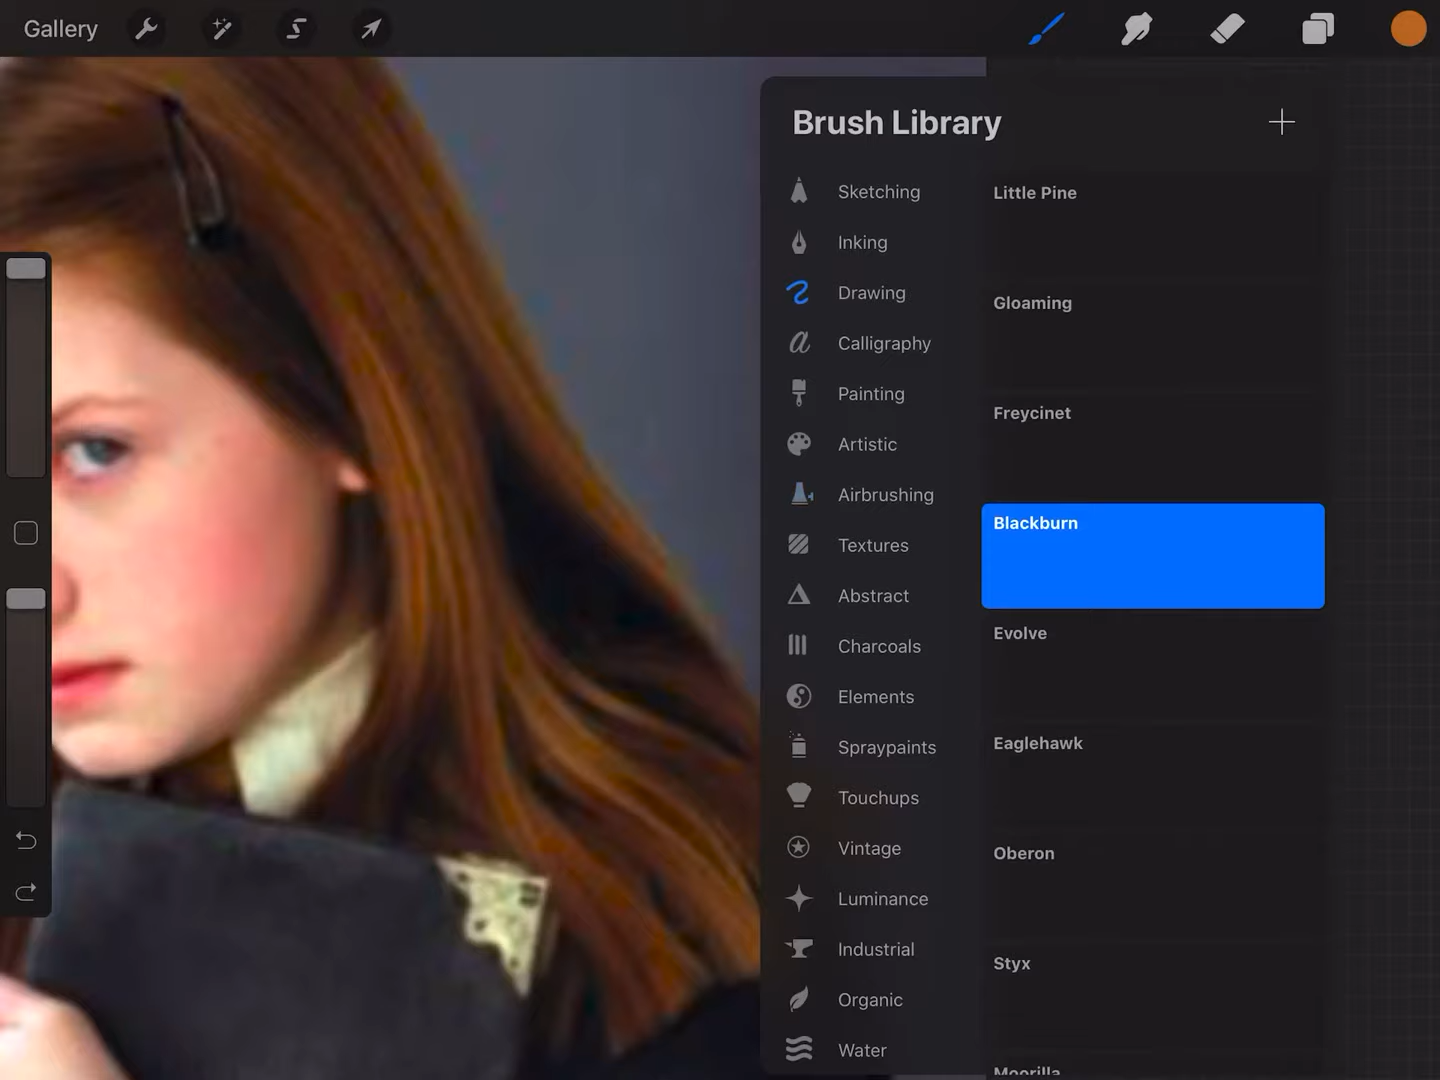 Gallery
Brush Library
Sketching
Inking
Drawing
Calligraphy
Painting
Artistic
Airbrushing
Textures
Abstract
Charcoals
Elements
Spraypaints
Touchups
Vintage
Luminance
Industrial
Organic
Water
Little Pine
Gloaming
Freycinet
Blackburn
Evolve
Eaglehawk
Oberon
Styx
Moorilla